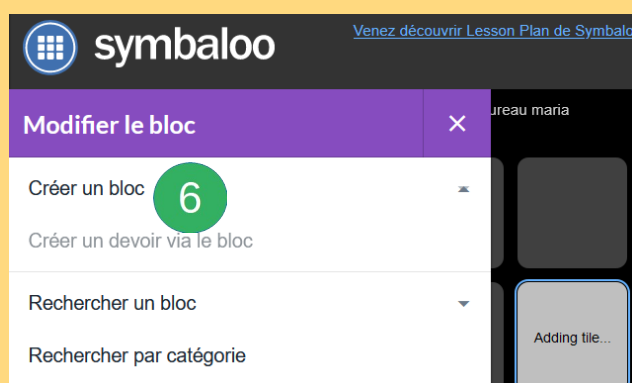 symbaloo
Venez découvrir Lesson Plan de Symbaloo
Modifier le bloc
ureau maria
Créer un bloc
6
Créer un devoir via le bloc
Rechercher un bloc
Adding tile...
Rechercher par catégorie